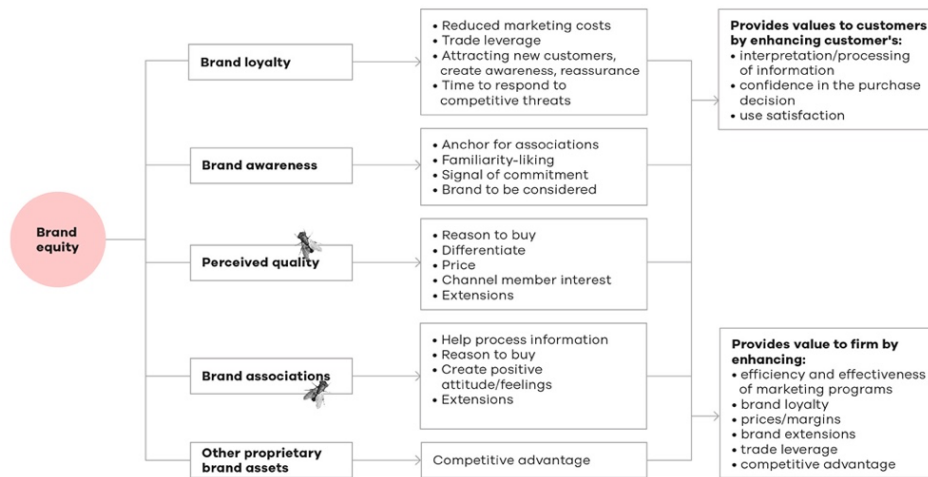 Brand
equity
Brand loyalty
• Reduced marketing costs
• Trade leverage
• Attracting new customers,
create awareness, reassurance
• Time to respond to
competitive threats
Brand awareness
• Anchor for associations
• Familiarity-liking
• Signal of commitment
• Brand to be considered
Perceived quality
• Reason to buy
• Differentiate
• Price
• Channel member interest
• Extensions
Brand associations
• Help process information
• Reason to buy
• Create positive
attitude/feelings
• Extensions
Other proprietary
brand assets
Competitive advantage
Provides values to customers
by enhancing customer's:
• interpretation/processing
of information
• confidence in the purchase
decision
• use satisfaction
Provides value to firm by
enhancing:
• efficiency and effectiveness
of marketing programs
• brand loyalty
• prices/margins
• brand extensions
• trade leverage
• competitive advantage